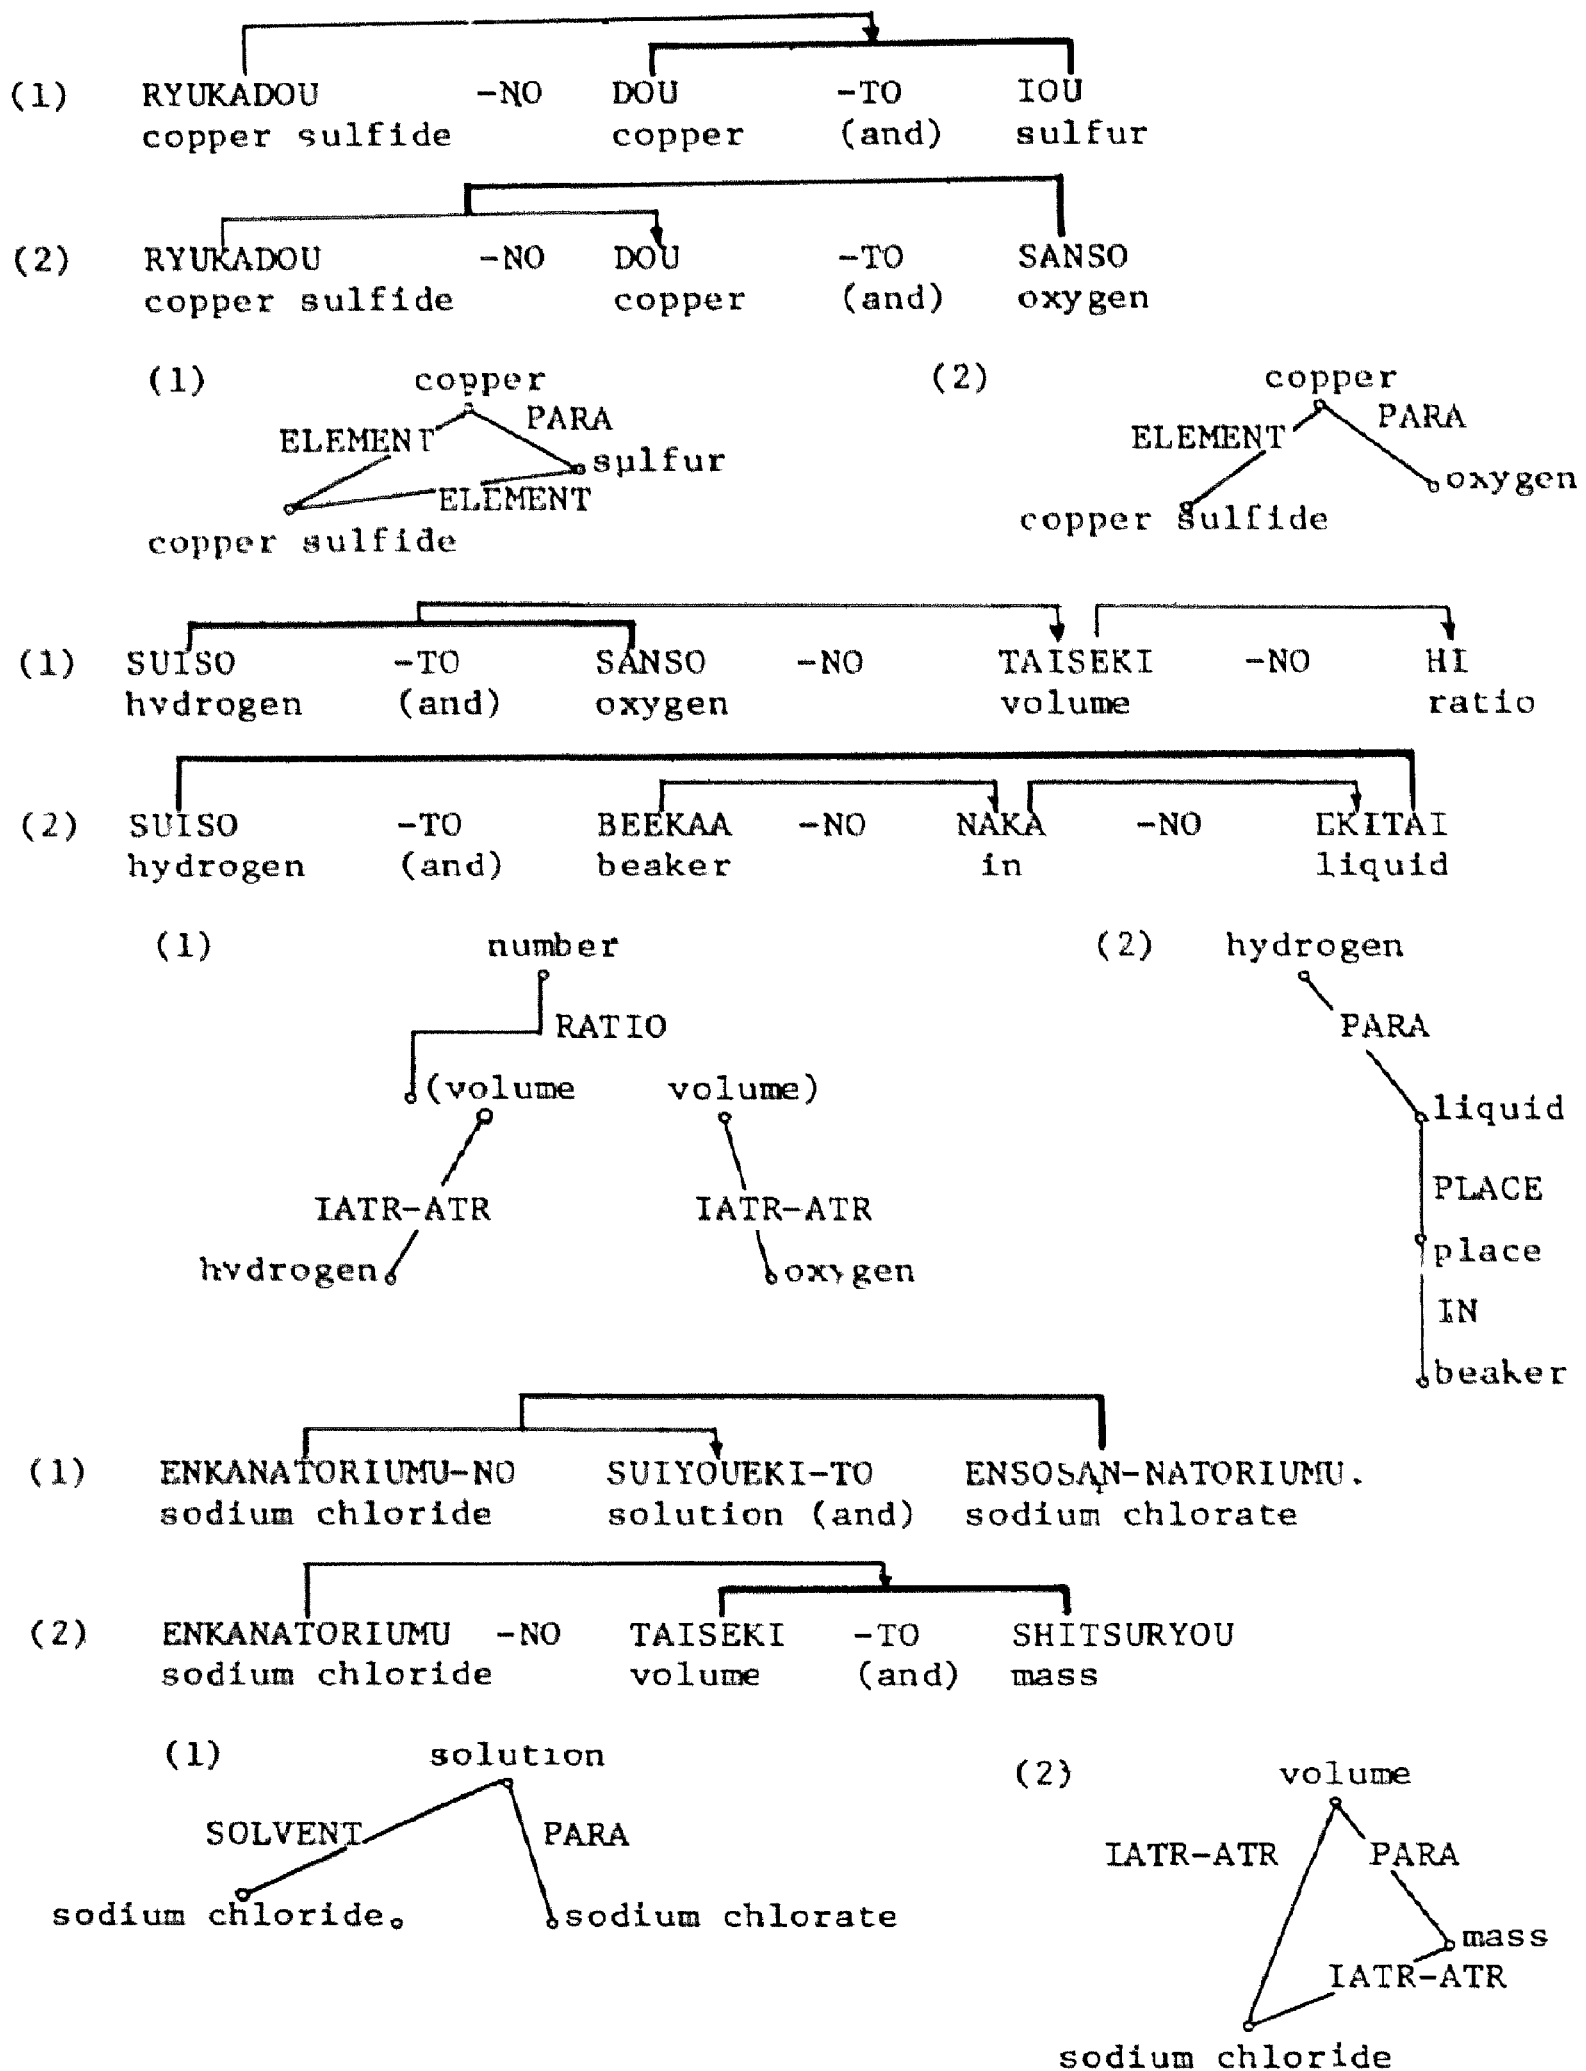 (1) RYUKADOU -NO DOU -TO IOU
copper sulfide copper (and) sulfur
(2) RYUKADOU -NO DOU -TO SANSO
copper sulfide copper (and) oxygen
(1) copper (2) copper
ELEMENT PARA ELEMENT PARA
sulfur oxygen
ELEMENT
copper sulfide copper sulfide
(1) SUISO -TO SANSO -NO TAISEKI -NO HI
hydrogen (and) oxygen volume ratio
(2) SUISO -TO BEEKAA -NO NAKA -NO EKITAI
hydrogen (and) beaker in liquid
(1) number (2) hydrogen
RATIO PARA
(volume volume) liquid
PLACE
IATR-ATR IATR-ATR
place
hydrogen oxygen
IN
beaker
(1) ENKANATORIUMU-NO SUIYOUEKI-TO ENSOSAN-NATORIUMU.
sodium chloride solution (and) sodium chlorate
(2) ENKANATORIUMU -NO TAISEKI -TO SHITSURYOU
sodium chloride volume (and) mass
(1) solution (2) volume
SOLVENT PARA IATR-ATR PARA
sodium chloride sodium chlorate mass
IATR-ATR
sodium chloride